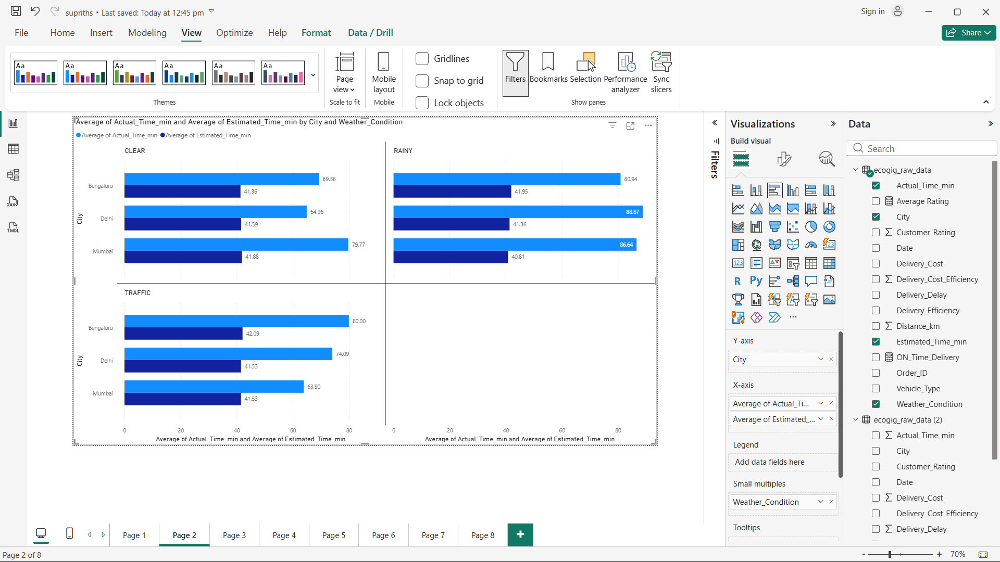 supriths • Last saved: Today at 12:45 pm
Sign in
File Home Insert Modeling View Optimize Help Format Data / Drill
Share
Aa Aa Aa Aa Aa Aa
Themes
Page view
Scale to fit
Mobile layout
Mobile
Gridlines
Snap to grid
Lock objects
Filters
Bookmarks
Selection
Performance analyzer
Sync slicers
Show panes
DAX
TMDL
Average of Actual_Time_min and Average of Estimated_Time_min by City and Weather_Condition
Average of Actual_Time_min Average of Estimated_Time_min
CLEAR
City
Bengaluru 69.36
41.36
Delhi 64.96
41.59
Mumbai 79.77
41.88
RAINY
80.94
41.95
88.87
41.36
86.64
40.81
TRAFFIC
City
Bengaluru 80.00
42.09
Delhi 74.09
41.53
Mumbai 63.90
41.53
0 20 40 60 80
Average of Actual_Time_min and Average of Estimated_Time_min
0 20 40 60 80
Average of Actual_Time_min and Average of Estimated_Time_min
Filters
Visualizations
Build visual
123
123
R Py
Y-axis
City
X-axis
Average of Actual_Ti...
Average of Estimated_...
Legend
Add data fields here
Small multiples
Weather_Condition
Tooltips
Data
Search
ecogig_raw_data
Actual_Time_min
Average Rating
City
Customer_Rating
Date
Delivery_Cost
Delivery_Cost_Efficiency
Delivery_Delay
Delivery_Efficiency
Distance_km
Estimated_Time_min
ON_Time_Delivery
Order_ID
Vehicle_Type
Weather_Condition
ecogig_raw_data (2)
Actual_Time_min
City
Customer_Rating
Date
Delivery_Cost
Delivery_Cost_Efficiency
Delivery_Delay
Page 1 Page 2 Page 3 Page 4 Page 5 Page 6 Page 7 Page 8 +
Page 2 of 8
- + 70%